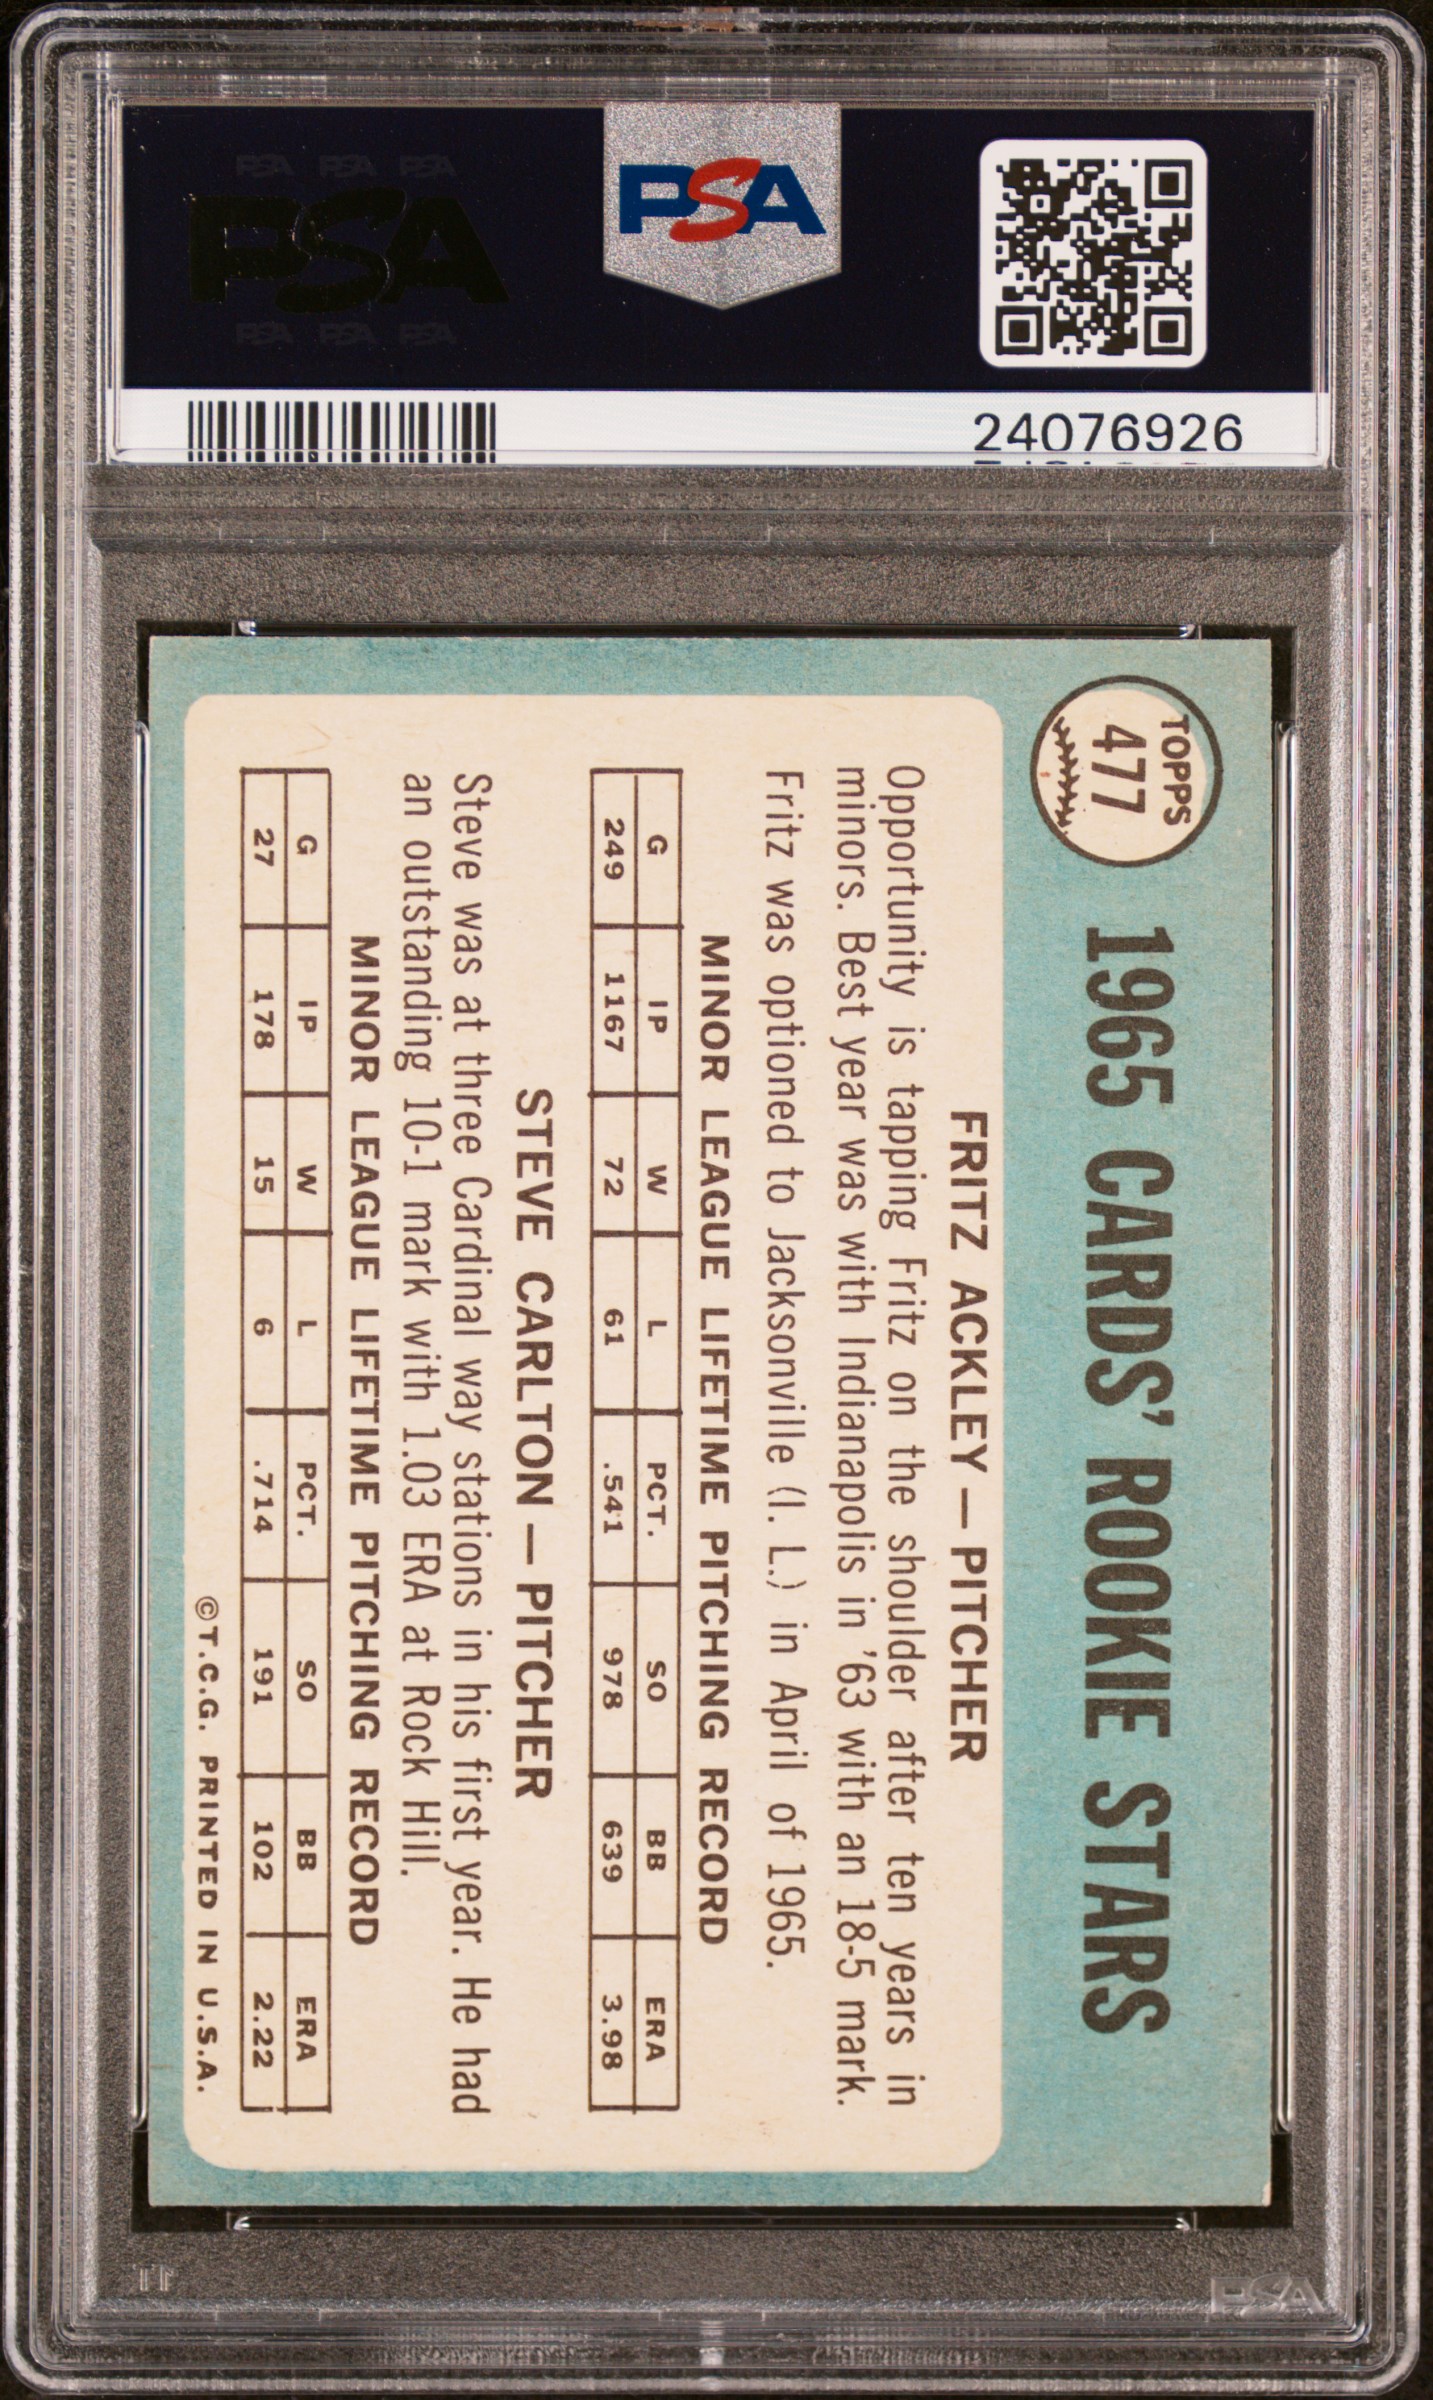 PSA PSA PSA
PSA
PSA PSA PSA
PSA
24076926
TOPPS
477
1965 CARDS' ROOKIE STARS
FRITZ ACKLEY — PITCHER
Opportunity is tapping Fritz on the shoulder after ten years in
minors. Best year was with Indianapolis in '63 with an 18-5 mark.
Fritz was optioned to Jacksonville (I. L.) in April of 1965.
MINOR LEAGUE LIFETIME PITCHING RECORD
G IP W L PCT. SO BB ERA
249 1167 72 61 .541 978 639 3.98
STEVE CARLTON — PITCHER
Steve was at three Cardinal way stations in his first year. He had
an outstanding 10-1 mark with 1.03 ERA at Rock Hill.
MINOR LEAGUE LIFETIME PITCHING RECORD
G IP W L PCT. SO BB ERA
27 178 15 6 .714 191 102 2.22
©T.C.G. PRINTED IN U.S.A.
PSA